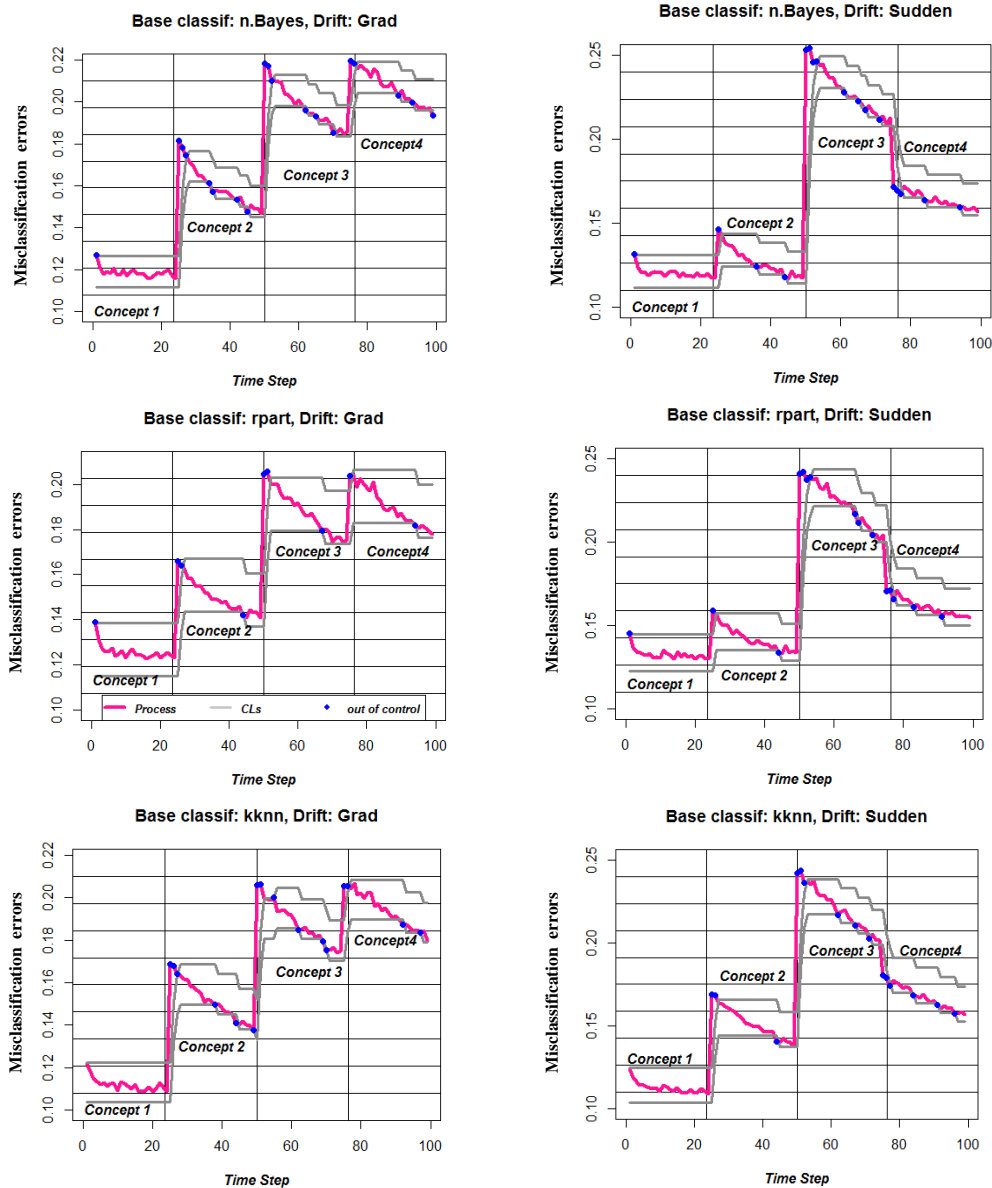 Base classif: n.Bayes, Drift: Grad
Misclassification errors
0.22
0.20
0.18
0.16
0.14
0.12
0.10
Concept 1
Concept 2
Concept 3
Concept4
0 20 40 60 80 100
Time Step
Base classif: n.Bayes, Drift: Sudden
Misclassification errors
0.25
0.20
0.15
0.10
Concept 1
Concept 2
Concept 3
Concept4
0 20 40 60 80 100
Time Step
Base classif: rpart, Drift: Grad
Misclassification errors
0.20
0.18
0.16
0.14
0.12
0.10
Concept 1
Concept 2
Concept 3
Concept4
Process CLs out of control
0 20 40 60 80 100
Time Step
Base classif: rpart, Drift: Sudden
Misclassification errors
0.25
0.20
0.15
0.10
Concept 1
Concept 2
Concept 3
Concept4
0 20 40 60 80 100
Time Step
Base classif: kknn, Drift: Grad
Misclassification errors
0.22
0.20
0.18
0.16
0.14
0.12
0.10
Concept 1
Concept 2
Concept 3
Concept4
0 20 40 60 80 100
Time Step
Base classif: kknn, Drift: Sudden
Misclassification errors
0.25
0.20
0.15
0.10
Concept 1
Concept 2
Concept 3
Concept4
0 20 40 60 80 100
Time Step